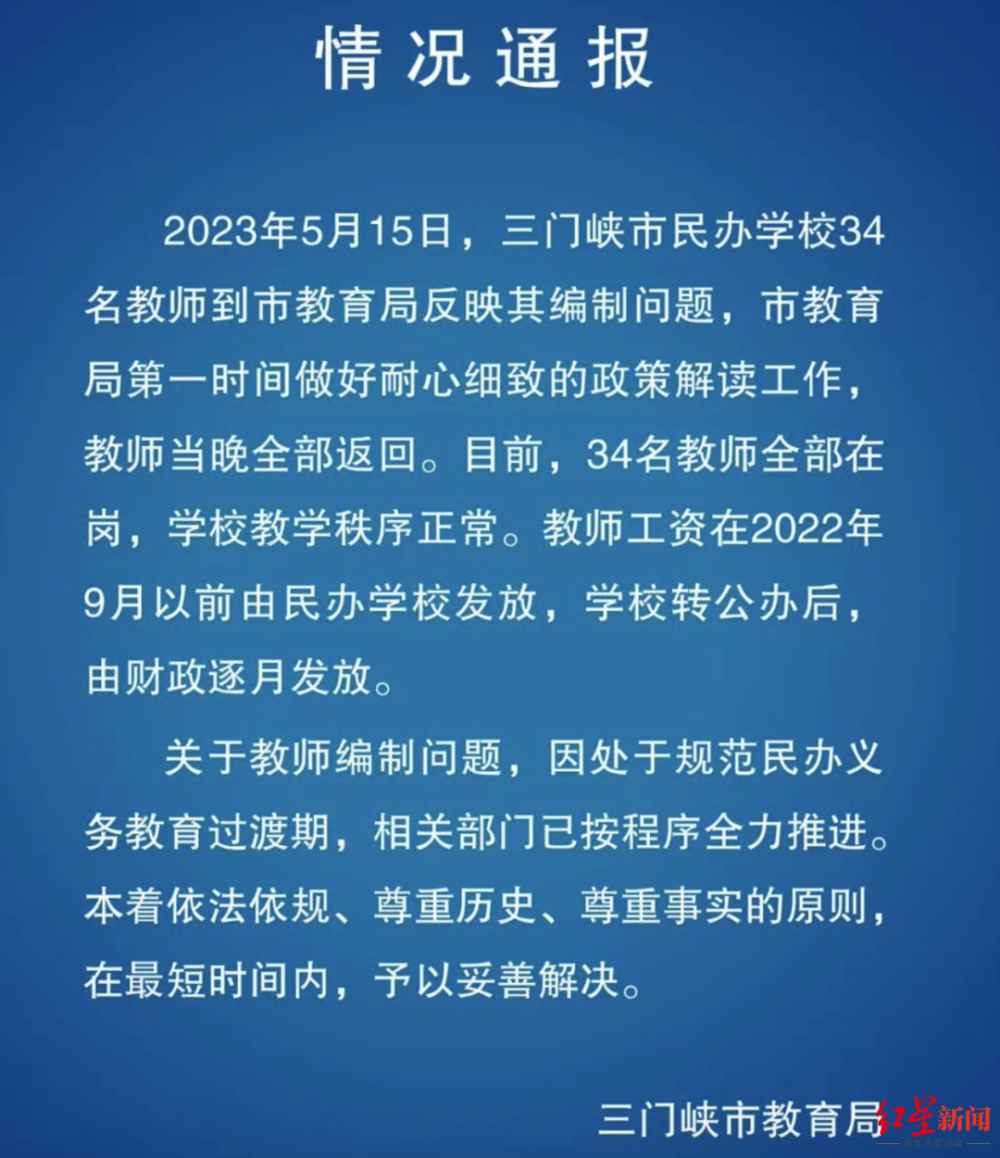 情况通报
2023年5月15日，三门峡市民办学校34
名教师到市教育局反映其编制问题，市教育
局第一时间做好耐心细致的政策解读工作，
教师当晚全部返回。目前，34名教师全部在
岗，学校教学秩序正常。教师工资在2022年
9月以前由民办学校发放，学校转公办后，
由财政逐月发放。
关于教师编制问题，因处于规范民办义
务教育过渡期，相关部门已按程序全力推进。
本着依法依规、尊重历史、尊重事实的原则，
在最短时间内，予以妥善解决。
三门峡市教育局
红星新闻